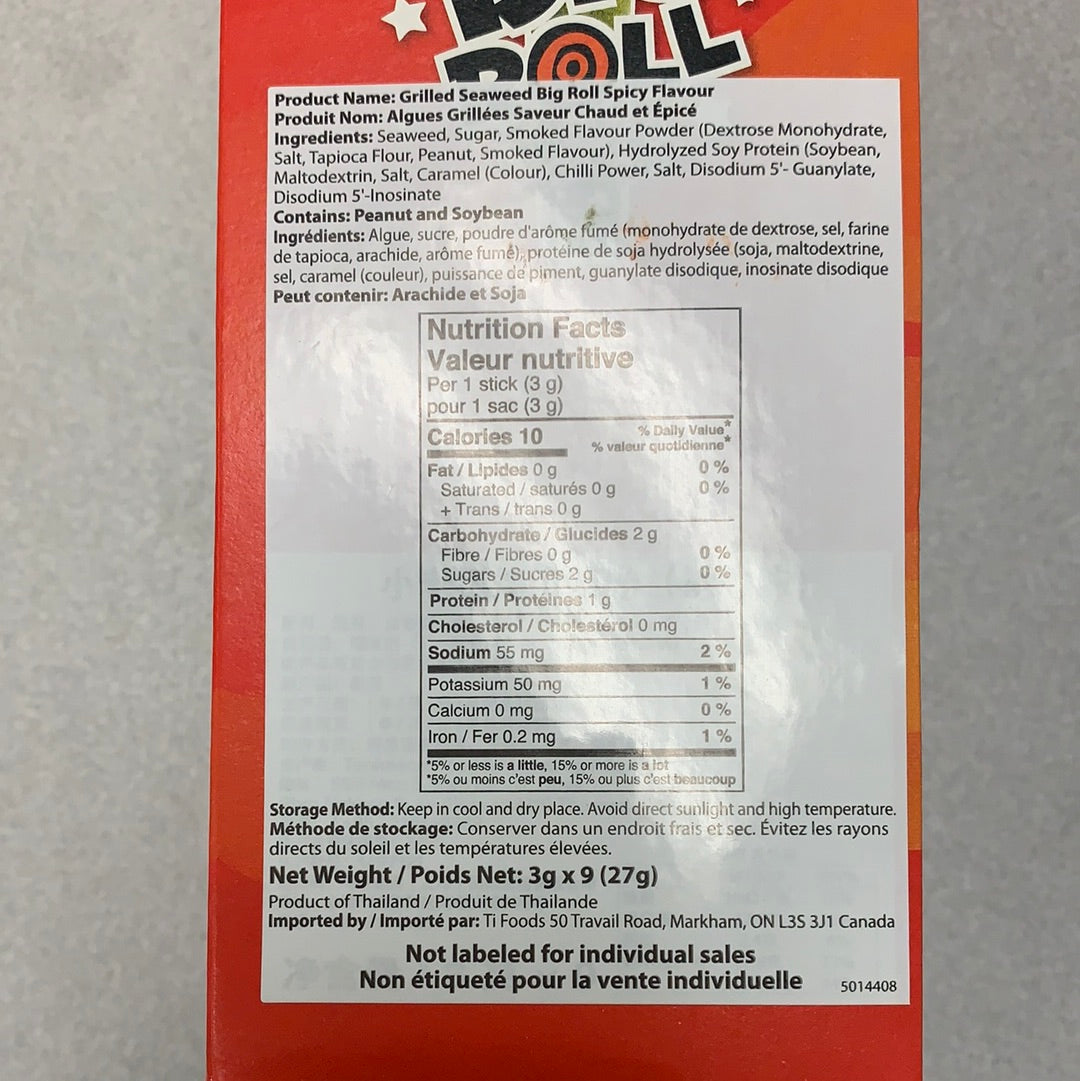 ROLL
Product Name: Grilled Seaweed Big Roll Spicy Flavour
Produit Nom: Algues Grillées Saveur Chaud et Épicé
Ingredients: Seaweed, Sugar, Smoked Flavour Powder (Dextrose Monohydrate,
Salt, Tapioca Flour, Peanut, Smoked Flavour), Hydrolyzed Soy Protein (Soybean,
Maltodextrin, Salt, Caramel (Colour), Chilli Power, Salt, Disodium 5'- Guanylate,
Disodium 5'-Inosinate
Contains: Peanut and Soybean
Ingrédients: Algue, sucre, poudre d'arôme fumé (monohydrate de dextrose, sel, farine
de tapioca, arachide, arôme fumé), protéine de soja hydrolysée (soja, maltodextrine,
sel, caramel (couleur), puissance de piment, guanylate disodique, inosinate disodique
Peut contenir: Arachide et Soja
Nutrition Facts
Valeur nutritive
Per 1 stick (3 g)
pour 1 sac (3 g)
Calories 10
% Daily Value*
% valeur quotidienne*
Fat / Lipides 0 g 0 %
Saturated / saturés 0 g 0 %
+ Trans / trans 0 g
Carbohydrate / Glucides 2 g
Fibre / Fibres 0 g 0 %
Sugars / Sucres 2 g 0 %
Protein / Protéines 1 g
Cholesterol / Cholestérol 0 mg
Sodium 55 mg 2 %
Potassium 50 mg 1 %
Calcium 0 mg 0 %
Iron / Fer 0.2 mg 1 %
*5% or less is a little, 15% or more is a lot
*5% ou moins c'est peu, 15% ou plus c'est beaucoup
Storage Method: Keep in cool and dry place. Avoid direct sunlight and high temperature.
Méthode de stockage: Conserver dans un endroit frais et sec. Évitez les rayons
directs du soleil et les températures élevées.
Net Weight / Poids Net: 3g x 9 (27g)
Product of Thailand / Produit de Thailande
Imported by / Importé par: Ti Foods 50 Travail Road, Markham, ON L3S 3J1 Canada
Not labeled for individual sales
Non étiqueté pour la vente individuelle
5014408